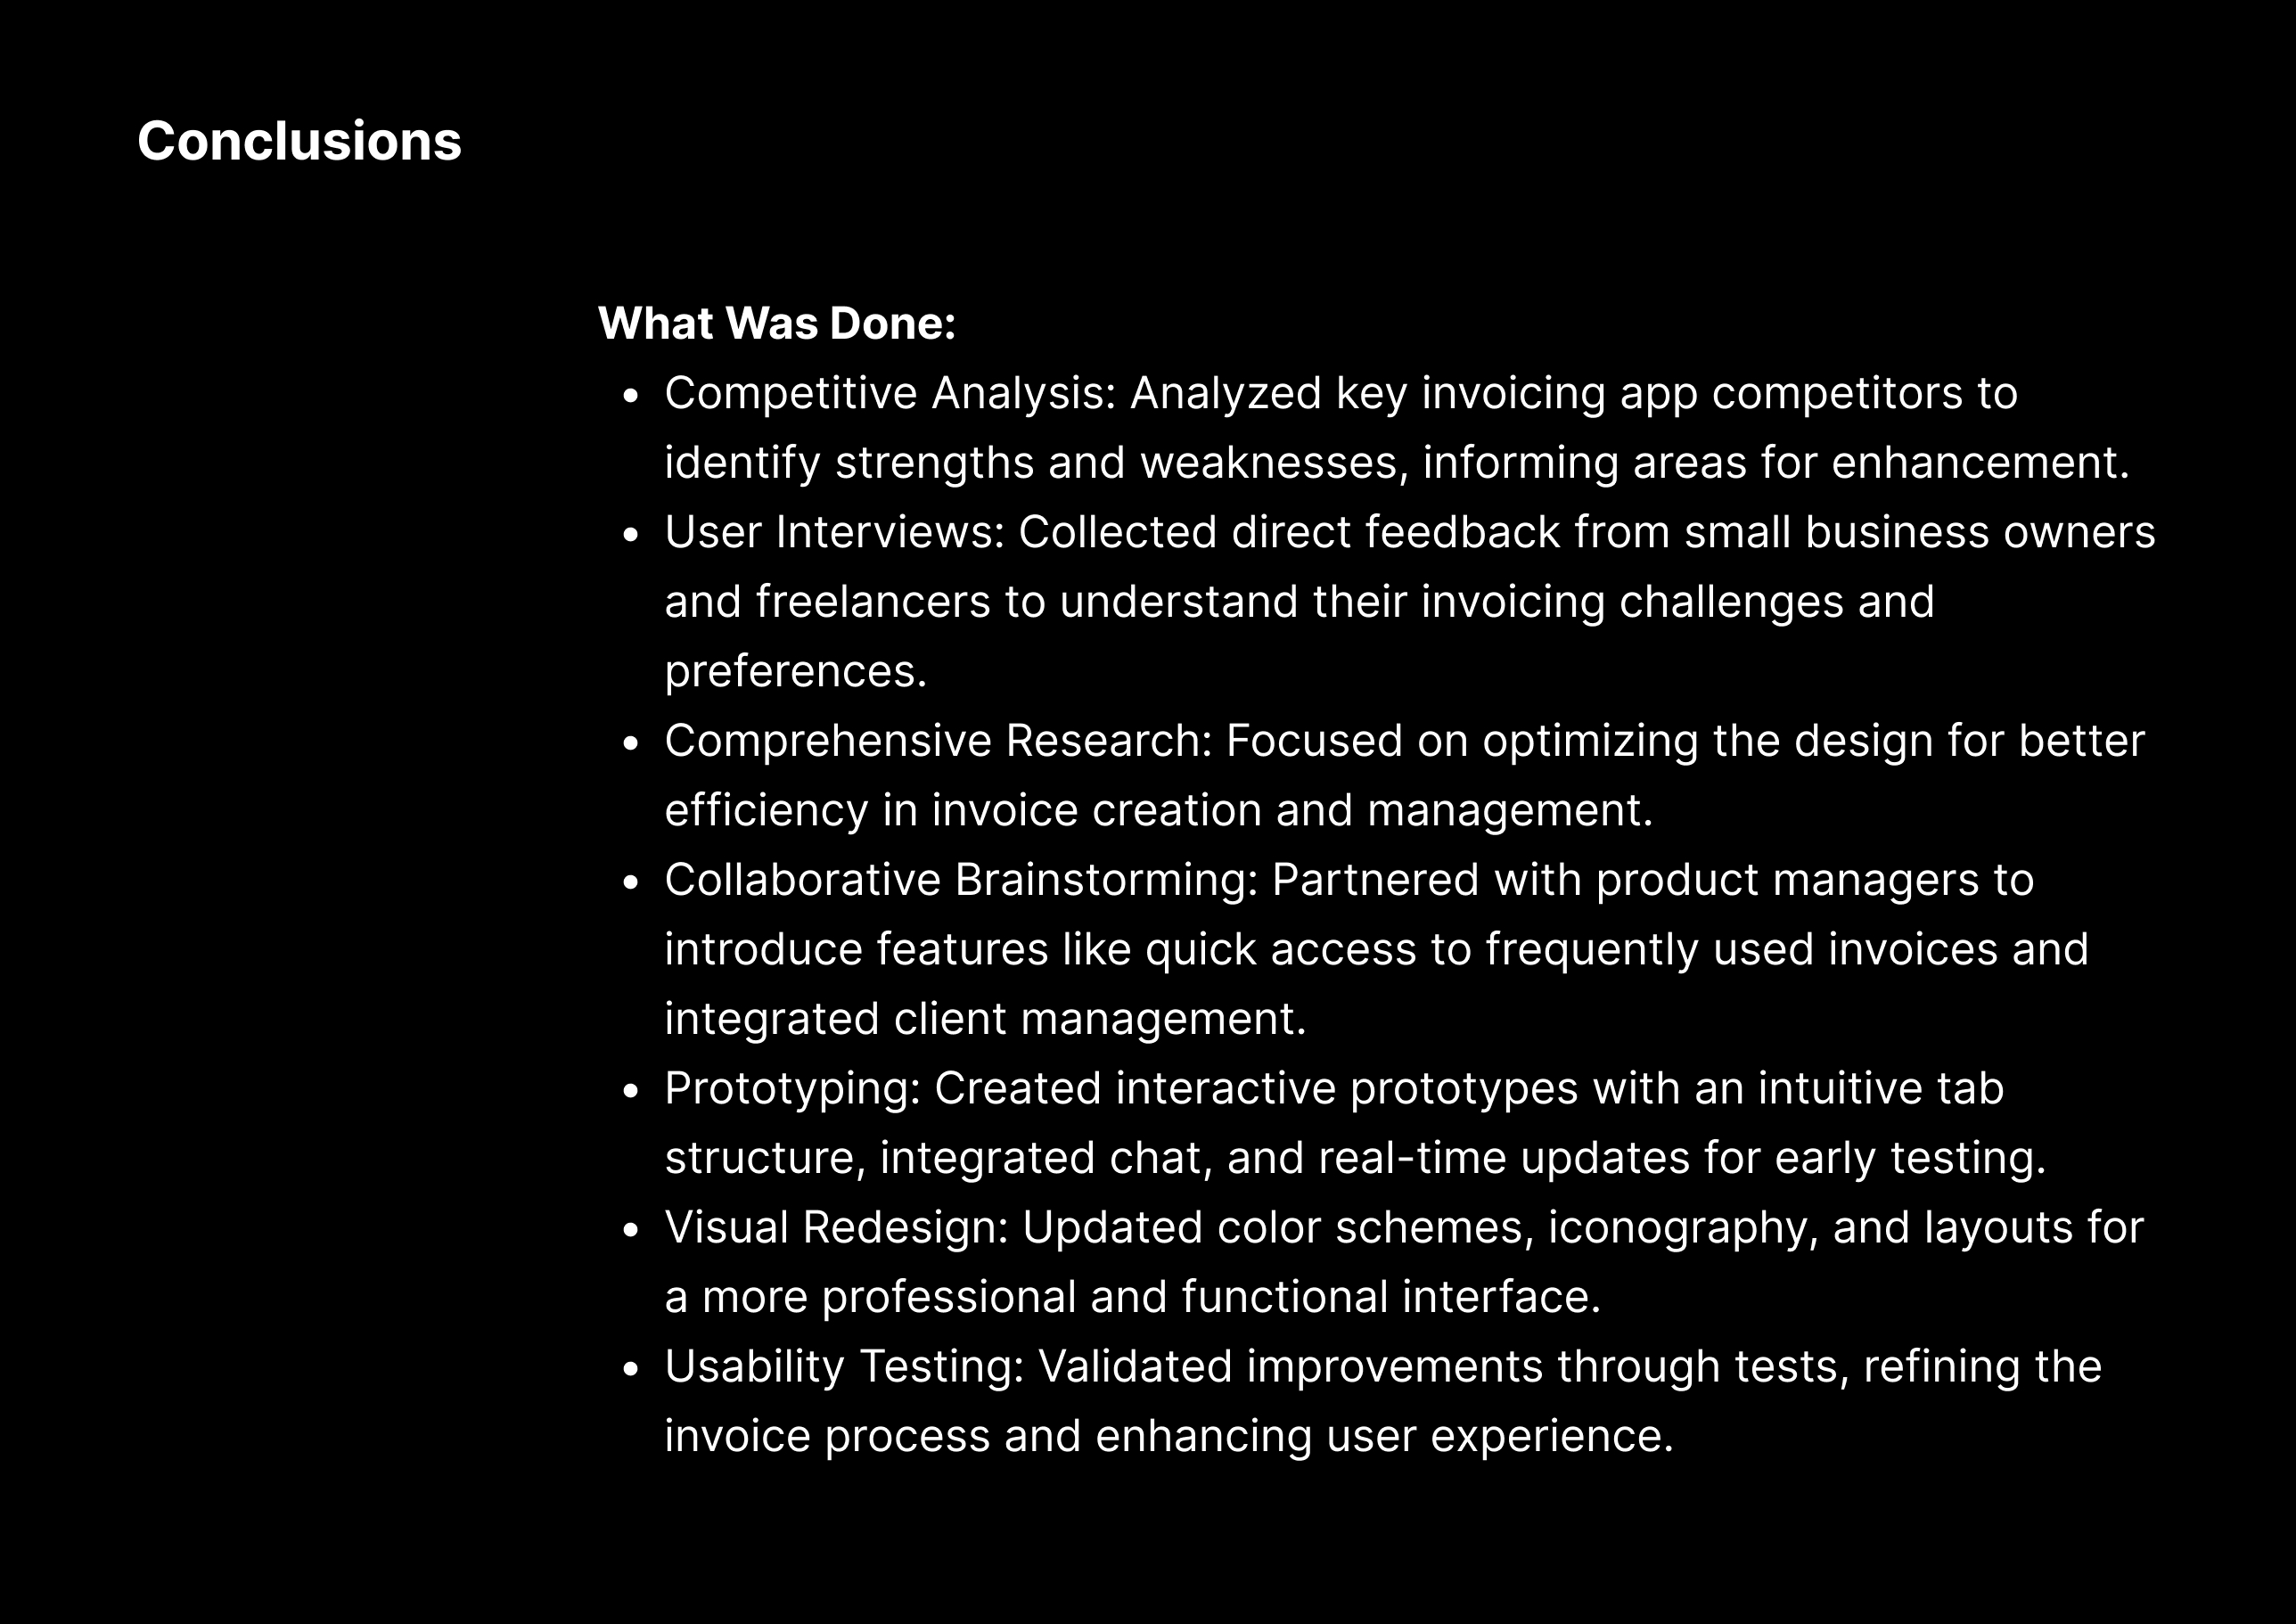 Conclusions
What Was Done:
• Competitive Analysis: Analyzed key invoicing app competitors to
identify strengths and weaknesses, informing areas for enhancement.
• User Interviews: Collected direct feedback from small business owners
and freelancers to understand their invoicing challenges and
preferences.
• Comprehensive Research: Focused on optimizing the design for better
efficiency in invoice creation and management.
• Collaborative Brainstorming: Partnered with product managers to
introduce features like quick access to frequently used invoices and
integrated client management.
• Prototyping: Created interactive prototypes with an intuitive tab
structure, integrated chat, and real-time updates for early testing.
• Visual Redesign: Updated color schemes, iconography, and layouts for
a more professional and functional interface.
• Usability Testing: Validated improvements through tests, refining the
invoice process and enhancing user experience.